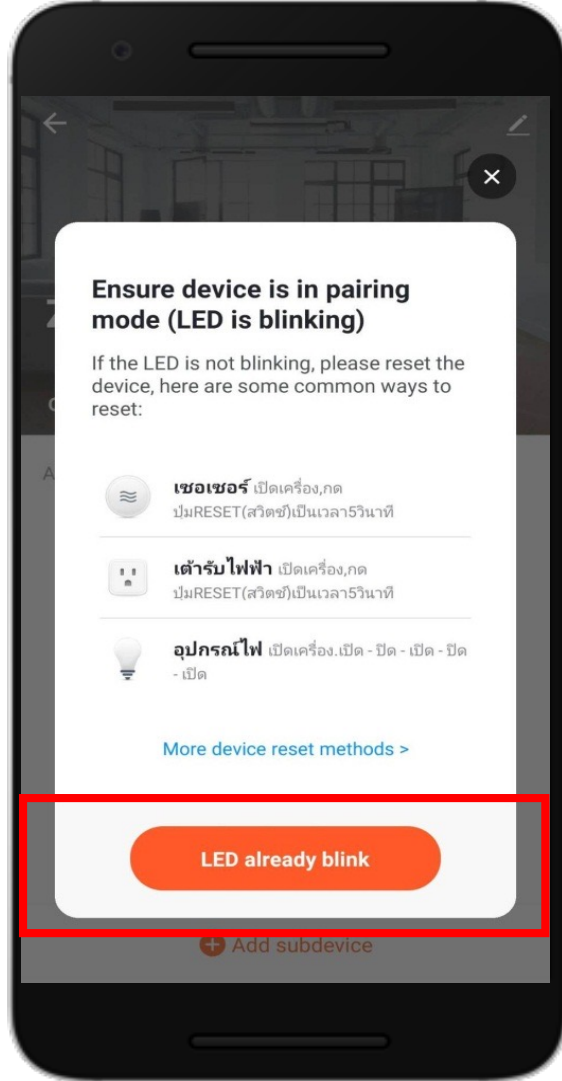 Ensure device is in pairing
mode (LED is blinking)
If the LED is not blinking, please reset the
device, here are some common ways to
reset:
เซอเซอร์ เปิดเครื่อง,กด
ปุ่มRESET(สวิตซ์)เป็นเวลา5วินาที
เต้ารับไฟฟ้า เปิดเครื่อง,กด
ปุ่มRESET(สวิตซ์)เป็นเวลา5วินาที
อุปกรณ์ไฟ เปิดเครื่อง.เปิด - ปิด - เปิด - ปิด
- เปิด
More device reset methods >
LED already blink
Add subdevice